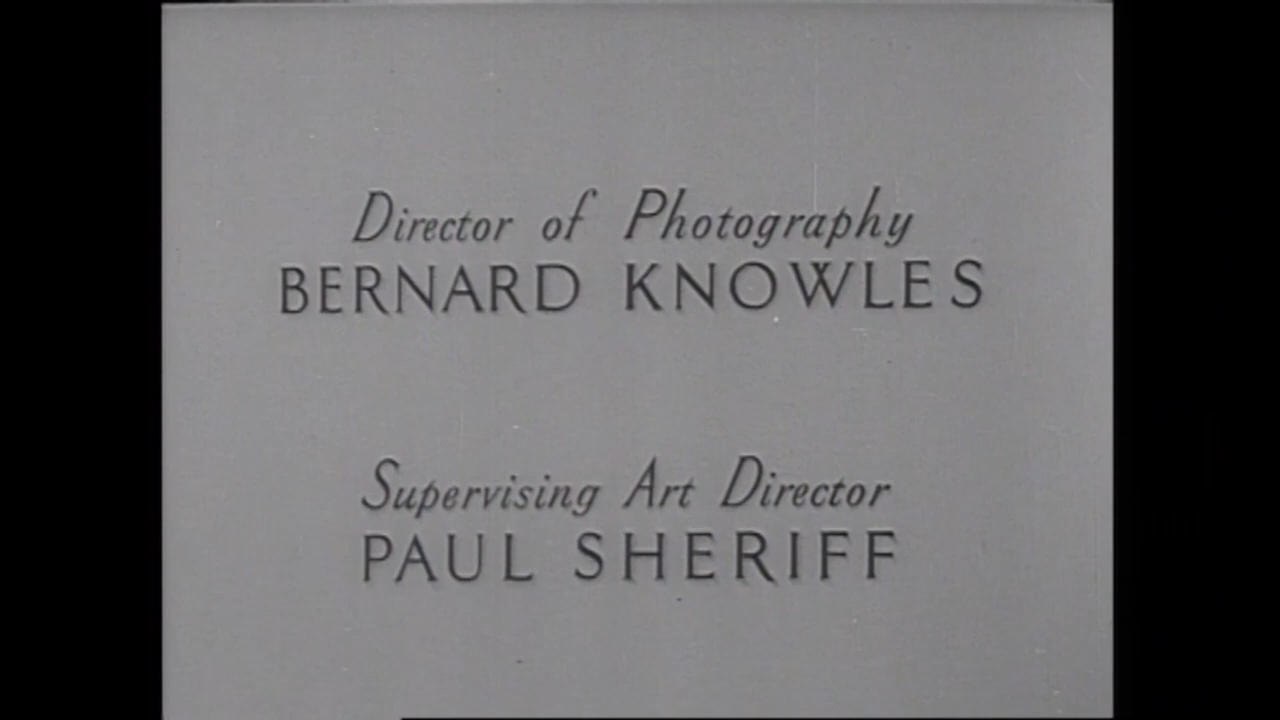 Director of Photography
BERNARD KNOWLES
Supervising Art Director
PAUL SHERIFF